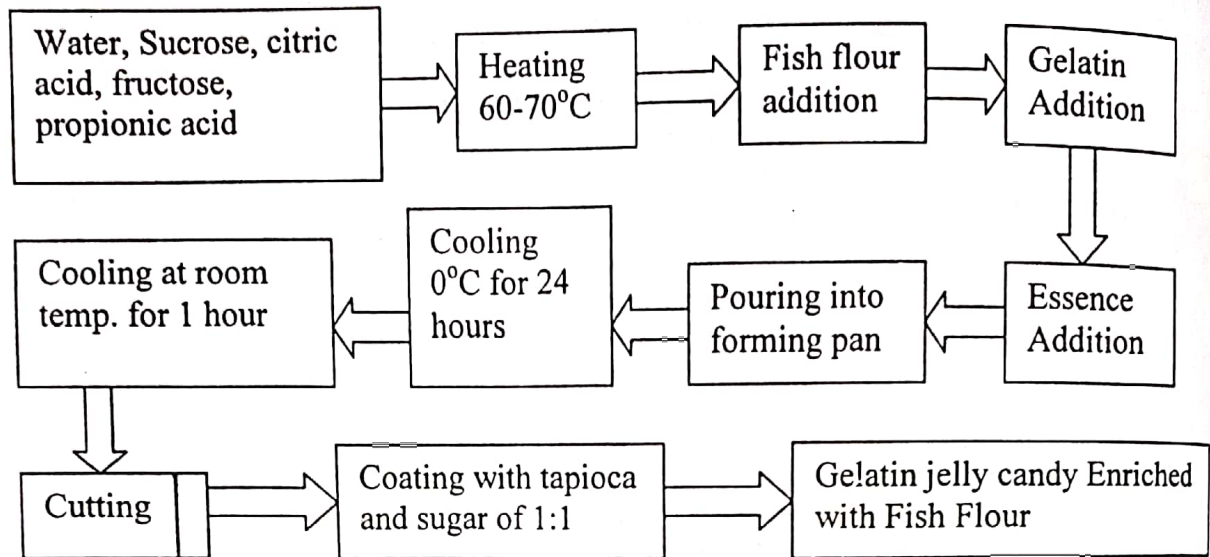 Water, Sucrose, citric
acid, fructose,
propionic acid
Heating
60-70°C
Fish flour
addition
Gelatin
Addition
Essence
Addition
Pouring into
forming pan
Cooling
0°C for 24
hours
Cooling at room
temp. for 1 hour
Cutting
Coating with tapioca
and sugar of 1:1
Gelatin jelly candy Enriched
with Fish Flour